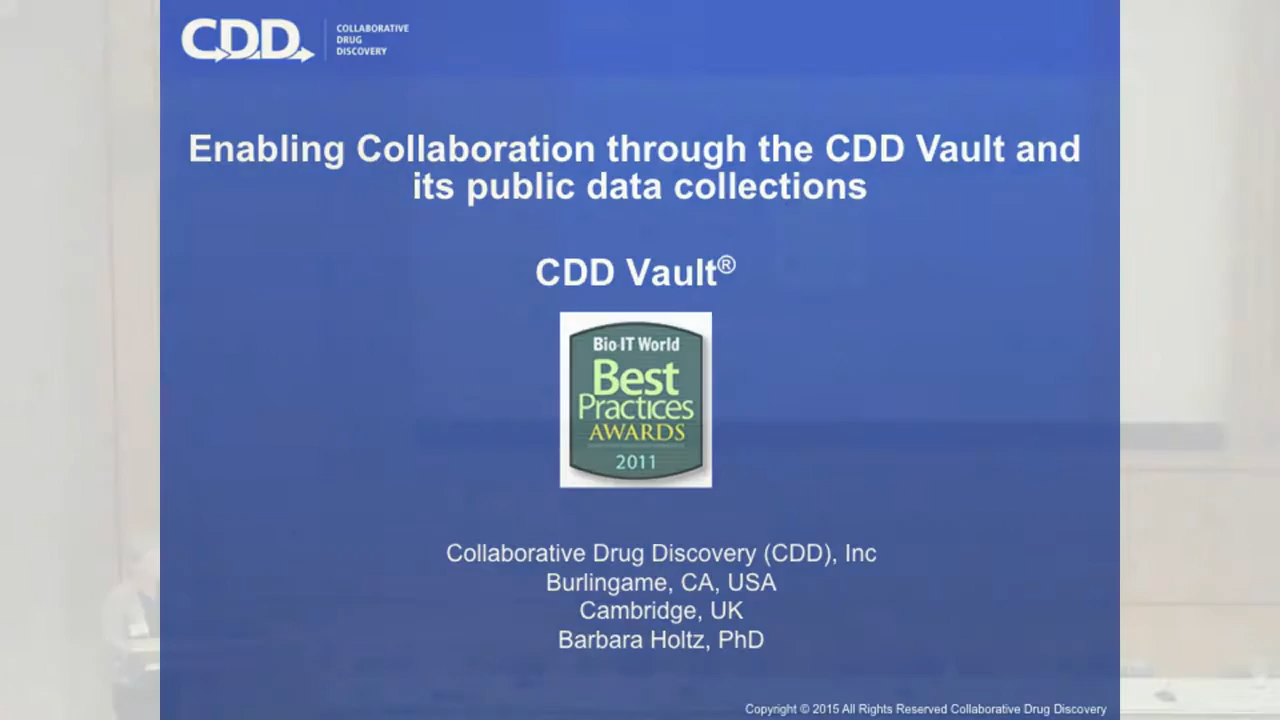 CDD
COLLABORATIVE
DRUG
DISCOVERY
Enabling Collaboration through the CDD Vault and
its public data collections
CDD Vault®
Bio·IT World
Best
Practices
AWARDS
2011
Collaborative Drug Discovery (CDD), Inc
Burlingame, CA, USA
Cambridge, UK
Barbara Holtz, PhD
Copyright © 2015 All Rights Reserved Collaborative Drug Discovery